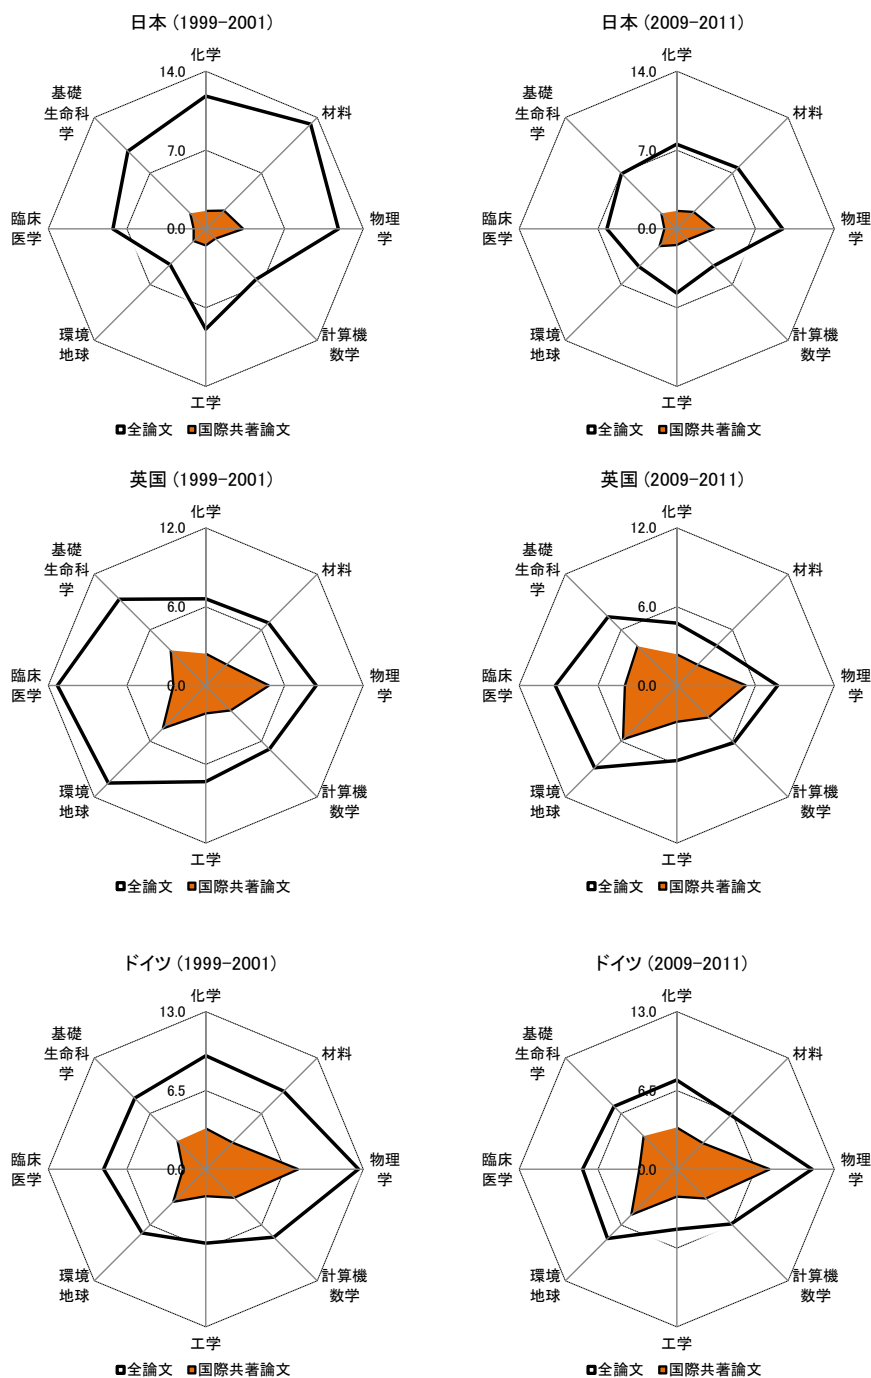 日本 (1999-2001)
化学
14.0
基礎
生命科
学
材料
7.0
臨床
医学
0.0
物理
学
環境
地球
計算機
数学
工学
全論文 国際共著論文
日本 (2009-2011)
化学
14.0
基礎
生命科
学
材料
7.0
臨床
医学
0.0
物理
学
環境
地球
計算機
数学
工学
全論文 国際共著論文
英国 (1999-2001)
化学
12.0
基礎
生命科
学
材料
6.0
臨床
医学
0.0
物理
学
環境
地球
計算機
数学
工学
全論文 国際共著論文
英国 (2009-2011)
化学
12.0
基礎
生命科
学
材料
6.0
臨床
医学
0.0
物理
学
環境
地球
計算機
数学
工学
全論文 国際共著論文
ドイツ (1999-2001)
化学
13.0
基礎
生命科
学
材料
6.5
臨床
医学
0.0
物理
学
環境
地球
計算機
数学
工学
全論文 国際共著論文
ドイツ (2009-2011)
化学
13.0
基礎
生命科
学
材料
6.5
臨床
医学
0.0
物理
学
環境
地球
計算機
数学
工学
全論文 国際共著論文